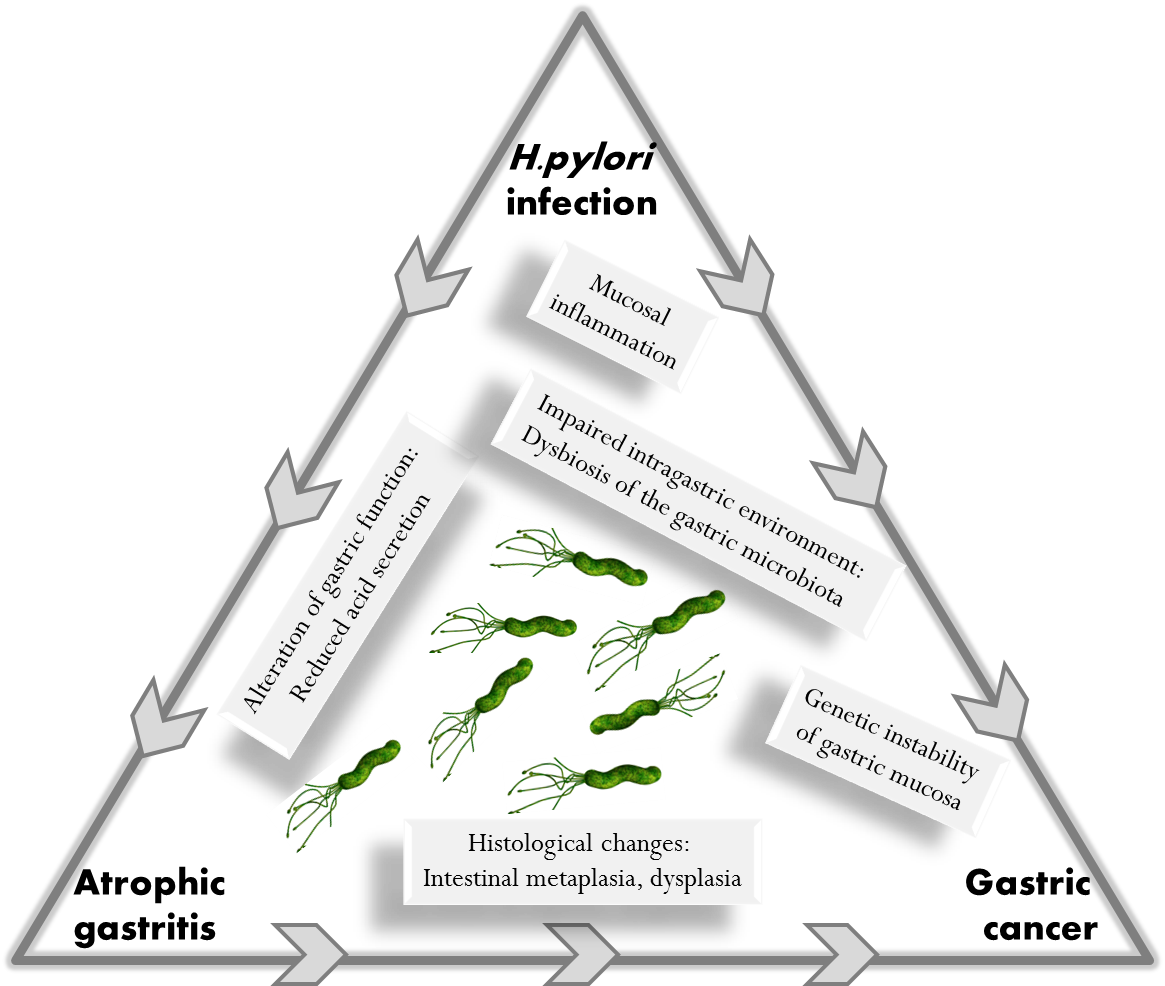 H.pylori
infection
Mucosal
inflammation
Impaired intragastric environment:
Dysbiosis of the gastric microbiota
Alteration of gastric function:
Reduced acid secretion
Genetic instability
of gastric mucosa
Histological changes:
Intestinal metaplasia, dysplasia
Atrophic
gastritis
Gastric
cancer